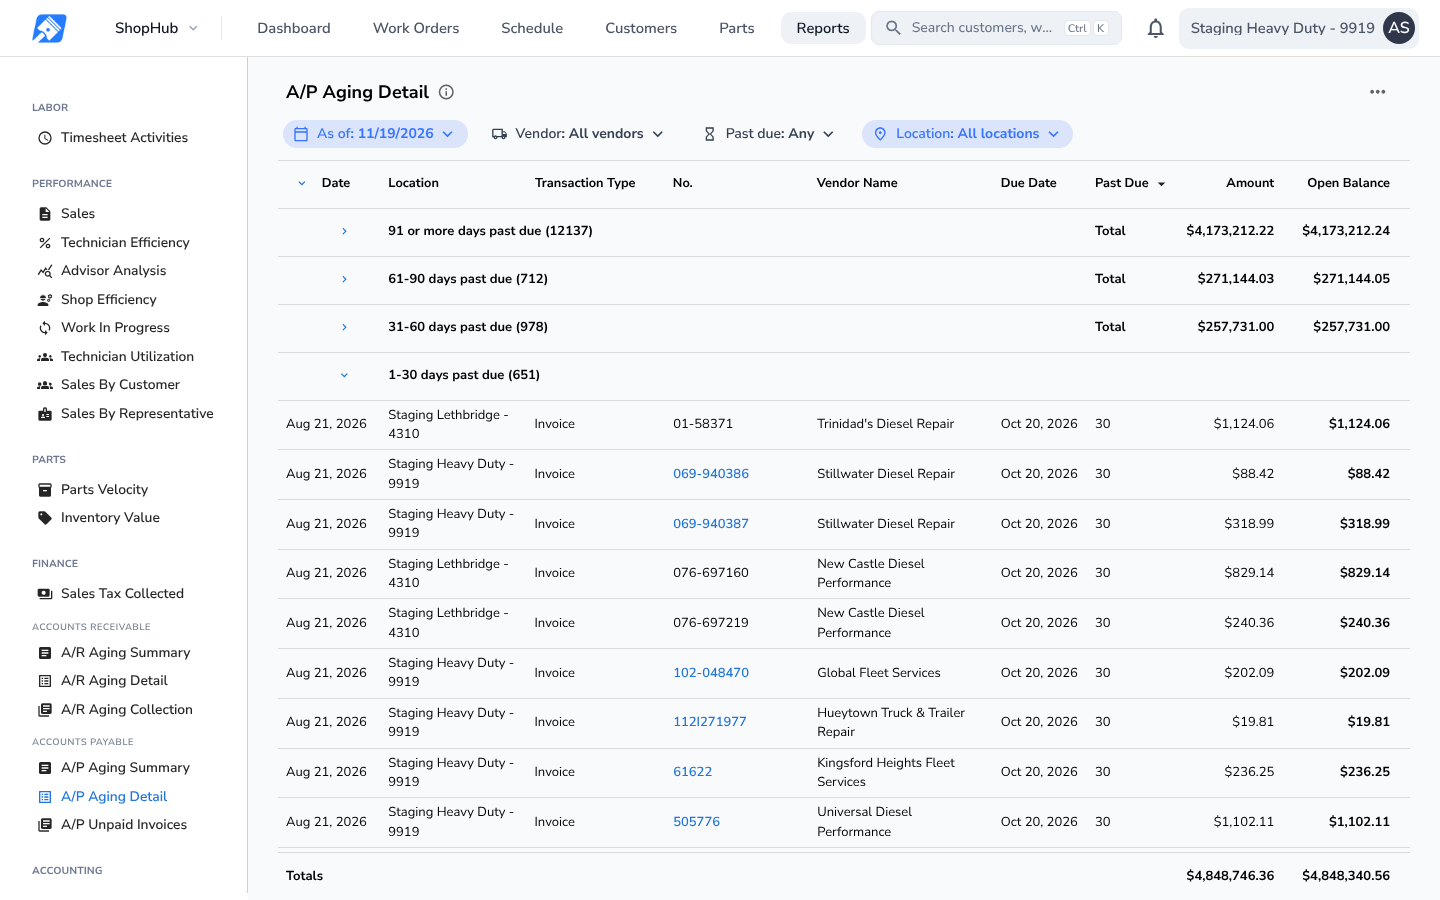 ShopHub
Dashboard
Work Orders
Schedule
Customers
Parts
Reports
Search customers, w...
Ctrl
K
Staging Heavy Duty - 9919
AS
LABOR
Timesheet Activities
PERFORMANCE
Sales
Technician Efficiency
Advisor Analysis
Shop Efficiency
Work In Progress
Technician Utilization
Sales By Customer
Sales By Representative
PARTS
Parts Velocity
Inventory Value
FINANCE
Sales Tax Collected
ACCOUNTS RECEIVABLE
A/R Aging Summary
A/R Aging Detail
A/R Aging Collection
ACCOUNTS PAYABLE
A/P Aging Summary
A/P Aging Detail
A/P Unpaid Invoices
ACCOUNTING
A/P Aging Detail
As of: 11/19/2026
Vendor: All vendors
Past due: Any
Location: All locations
Date Location Transaction Type No. Vendor Name Due Date Past Due Amount Open Balance
91 or more days past due (12137) Total $4,173,212.22 $4,173,212.24
61-90 days past due (712) Total $271,144.03 $271,144.05
31-60 days past due (978) Total $257,731.00 $257,731.00
1-30 days past due (651)
Aug 21, 2026 Staging Lethbridge - 4310 Invoice 01-58371 Trinidad's Diesel Repair Oct 20, 2026 30 $1,124.06 $1,124.06
Aug 21, 2026 Staging Heavy Duty - 9919 Invoice 069-940386 Stillwater Diesel Repair Oct 20, 2026 30 $88.42 $88.42
Aug 21, 2026 Staging Heavy Duty - 9919 Invoice 069-940387 Stillwater Diesel Repair Oct 20, 2026 30 $318.99 $318.99
Aug 21, 2026 Staging Lethbridge - 4310 Invoice 076-697160 New Castle Diesel Performance Oct 20, 2026 30 $829.14 $829.14
Aug 21, 2026 Staging Lethbridge - 4310 Invoice 076-697219 New Castle Diesel Performance Oct 20, 2026 30 $240.36 $240.36
Aug 21, 2026 Staging Heavy Duty - 9919 Invoice 102-048470 Global Fleet Services Oct 20, 2026 30 $202.09 $202.09
Aug 21, 2026 Staging Heavy Duty - 9919 Invoice 112I271977 Hueytown Truck & Trailer Repair Oct 20, 2026 30 $19.81 $19.81
Aug 21, 2026 Staging Heavy Duty - 9919 Invoice 61622 Kingsford Heights Fleet Services Oct 20, 2026 30 $236.25 $236.25
Aug 21, 2026 Staging Heavy Duty - 9919 Invoice 505776 Universal Diesel Performance Oct 20, 2026 30 $1,102.11 $1,102.11
Totals $4,848,746.36 $4,848,340.56